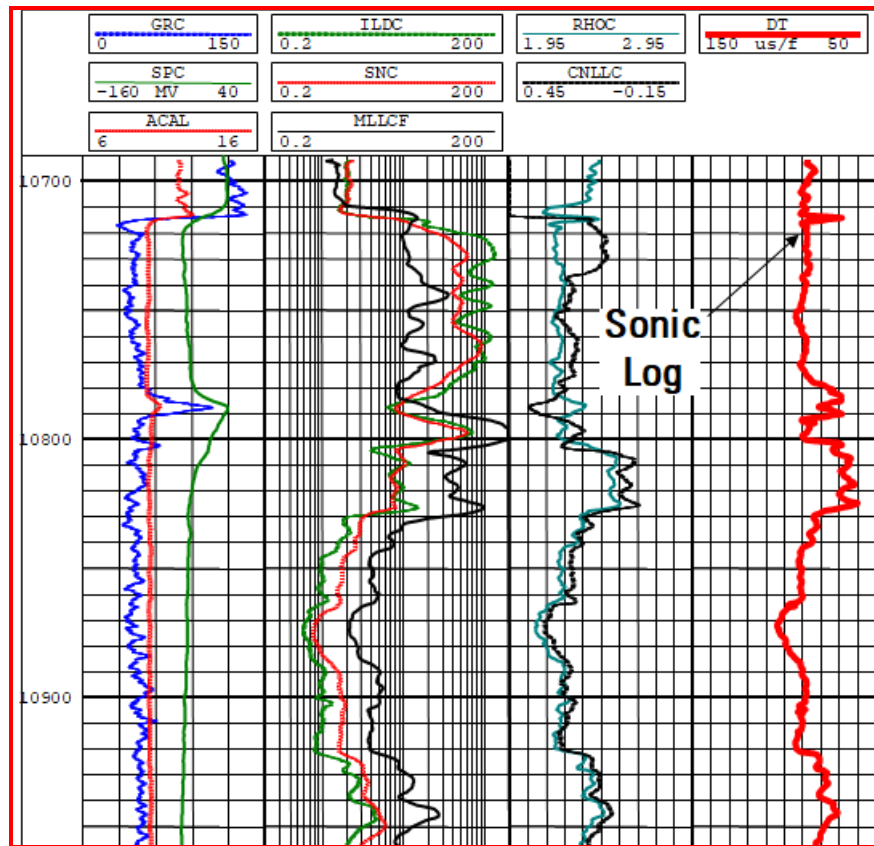 GRC
0 150
SPC
-160 MV 40
ACAL
6 16
ILDC
0.2 200
SNC
0.2 200
MLLCF
0.2 200
RHOC
1.95 2.95
CNLLC
0.45 -0.15
DT
150 us/f 50
10700
Sonic
Log
10800
10900